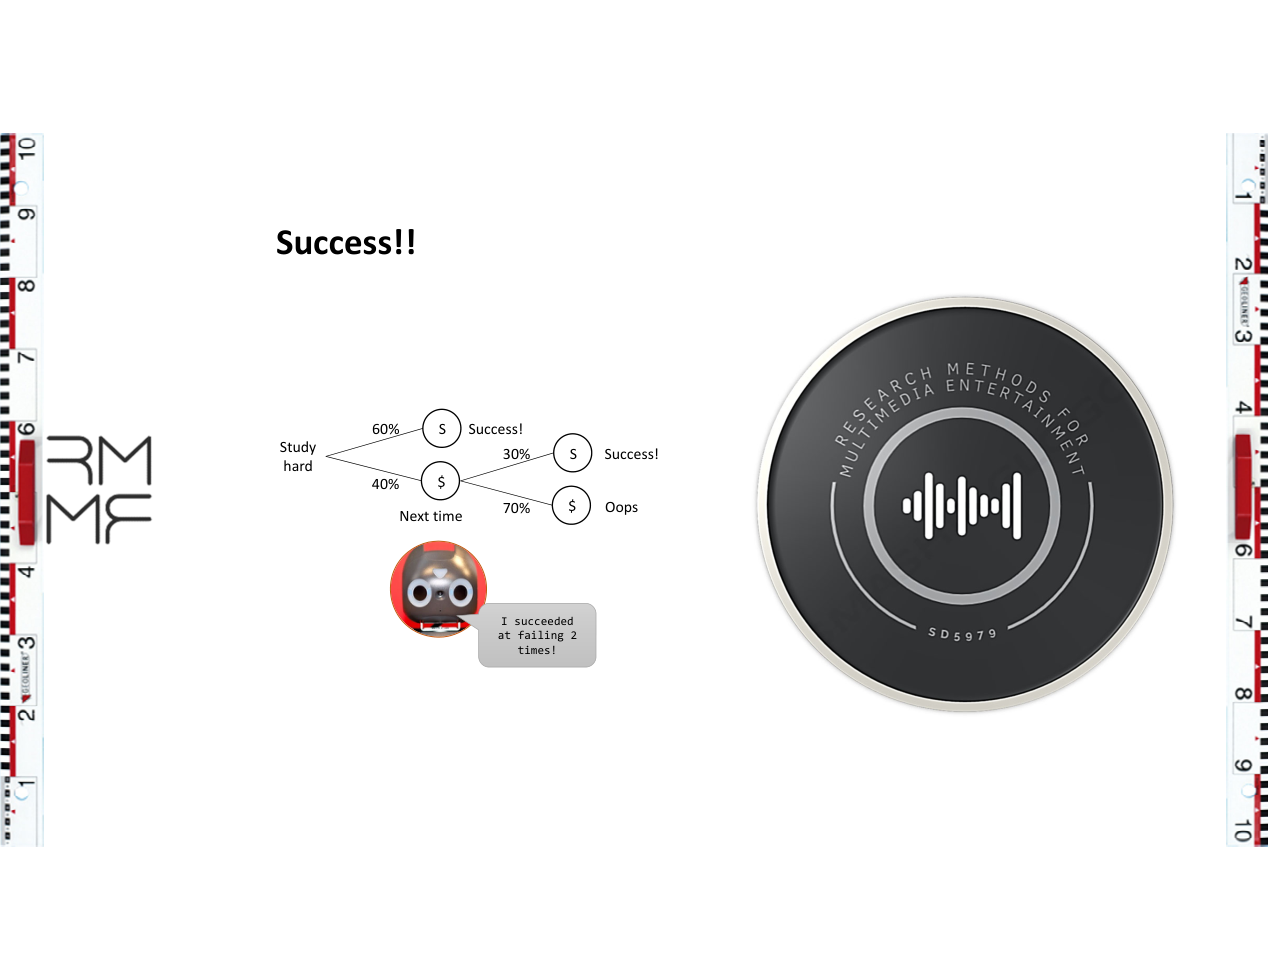 Success!!
Study
hard
60%
40%
S
Success!
$
Next time
30%
70%
S
Success!
$
Oops
I succeeded
at failing 2
times!
RM
MF
RESEARCH METHODS FOR
MULTIMEDIA ENTERTAINMENT
SD5979
10
9
8
7
6
4
3
GEOLINER
2
1
1
2
GEOLINER
3
4
6
7
8
9
10